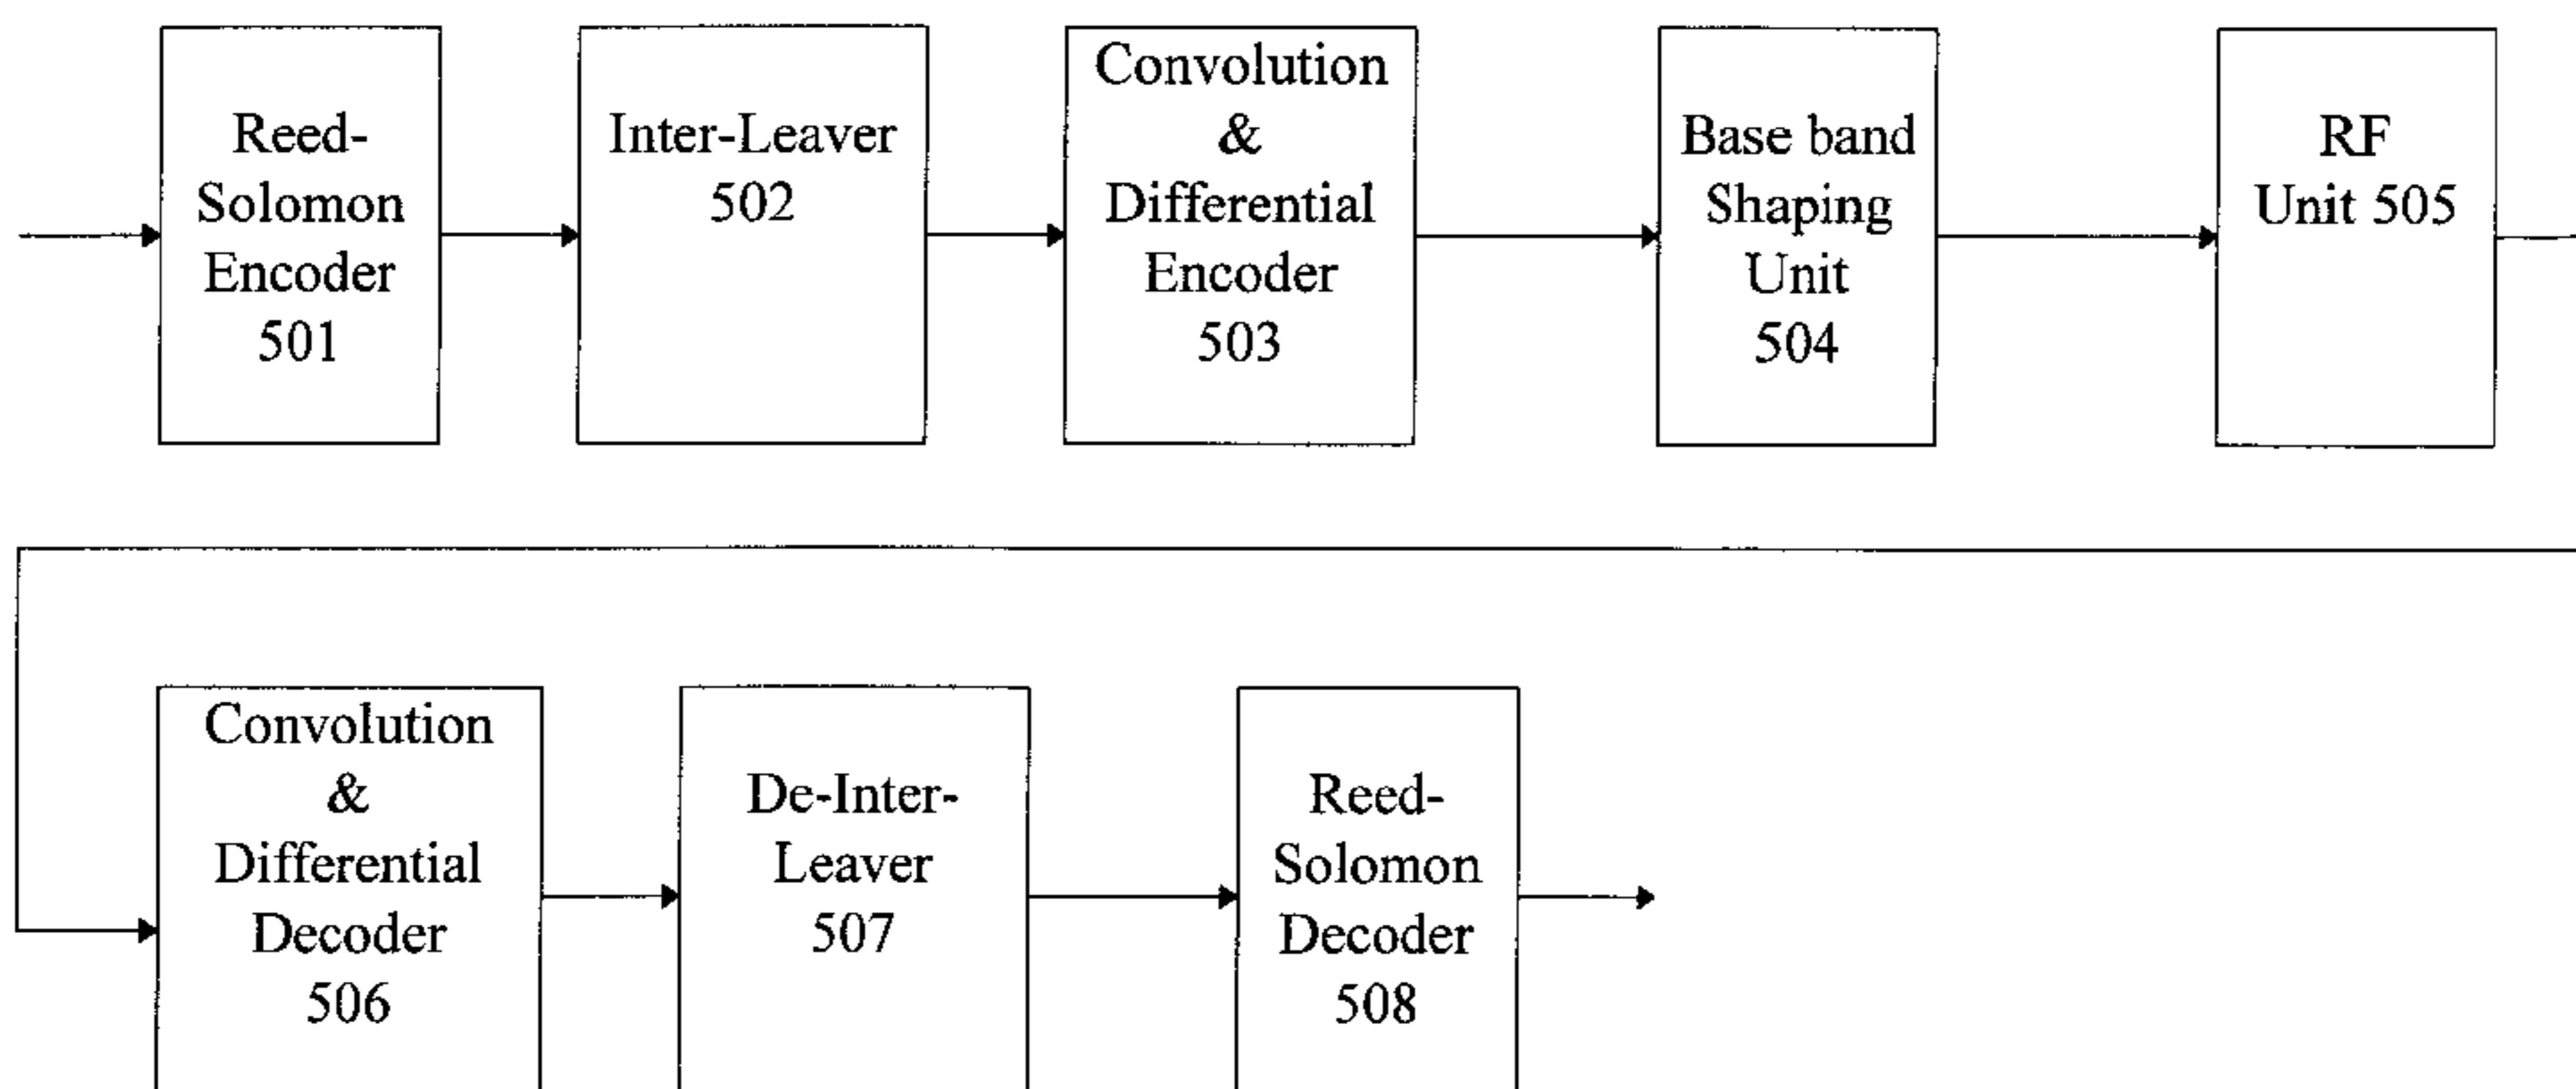 Reed-
Solomon
Encoder
501
Inter-Leaver
502
Convolution
&
Differential
Encoder
503
Base band
Shaping
Unit
504
RF
Unit 505
Convolution
&
Differential
Decoder
506
De-Inter-
Leaver
507
Reed-
Solomon
Decoder
508